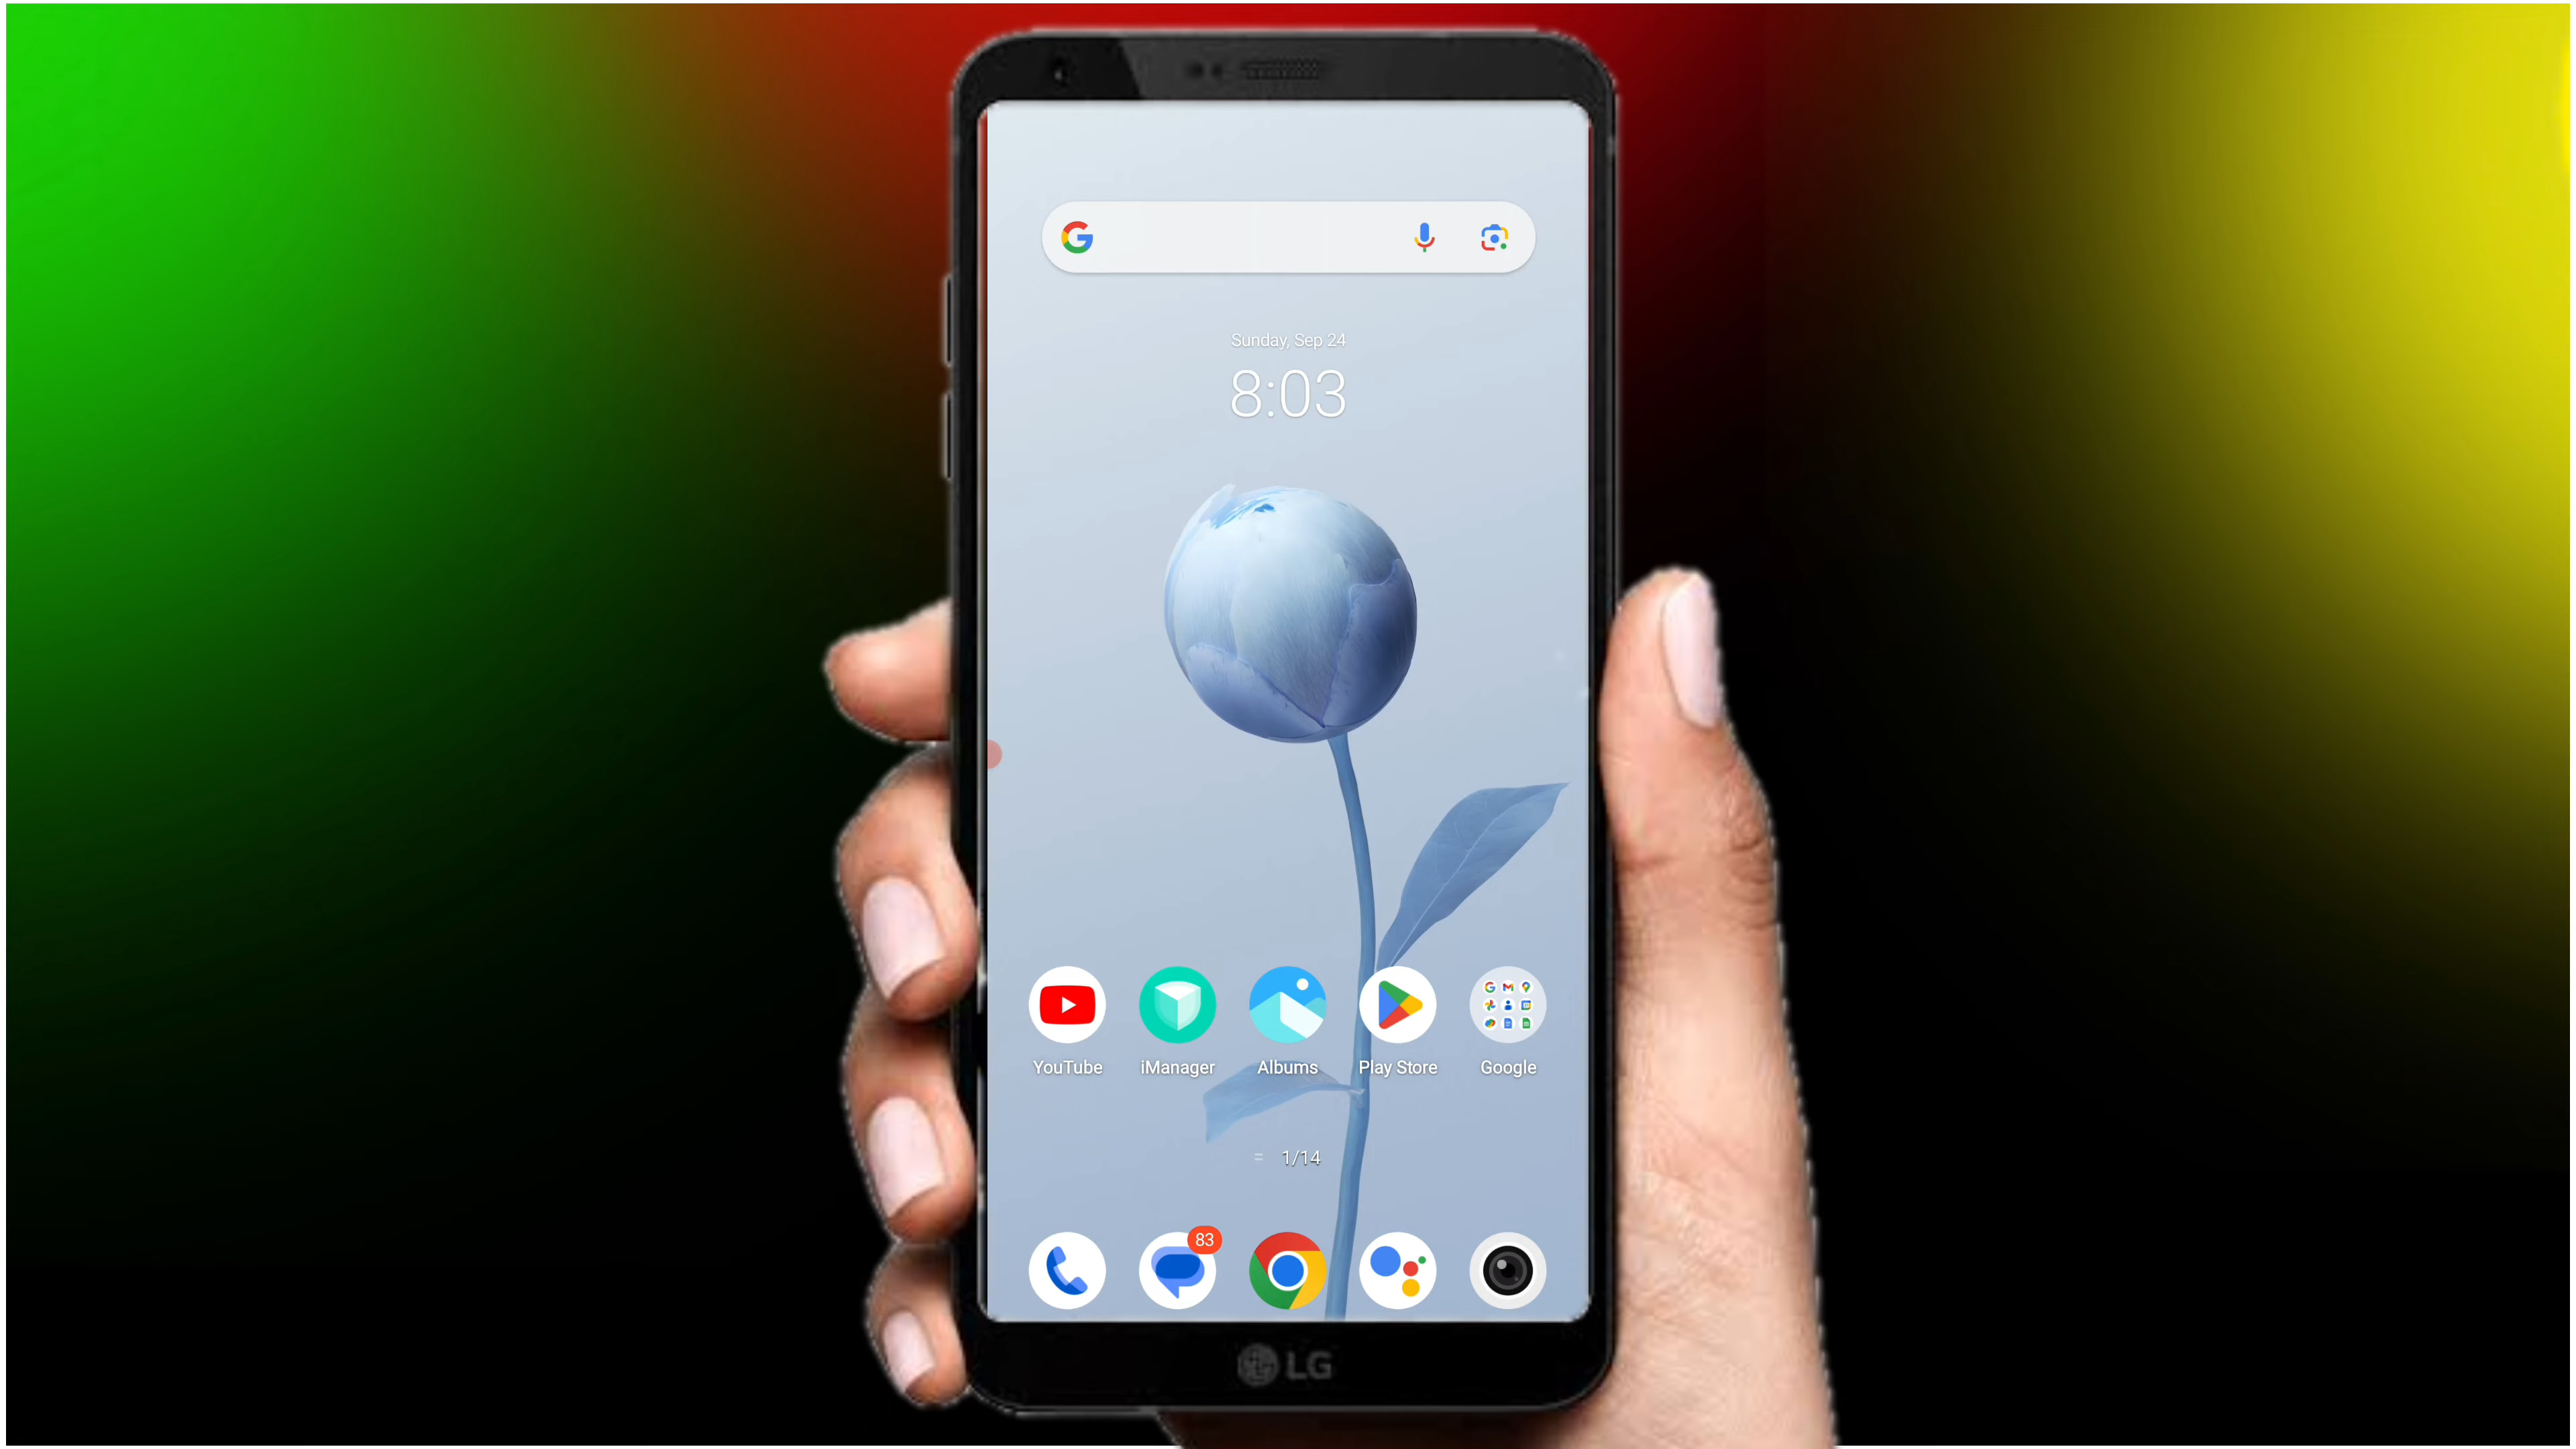 Sunday, Sep 24
8:03
YouTube
iManager
Albums
Play Store
Google
1/14
83
LG